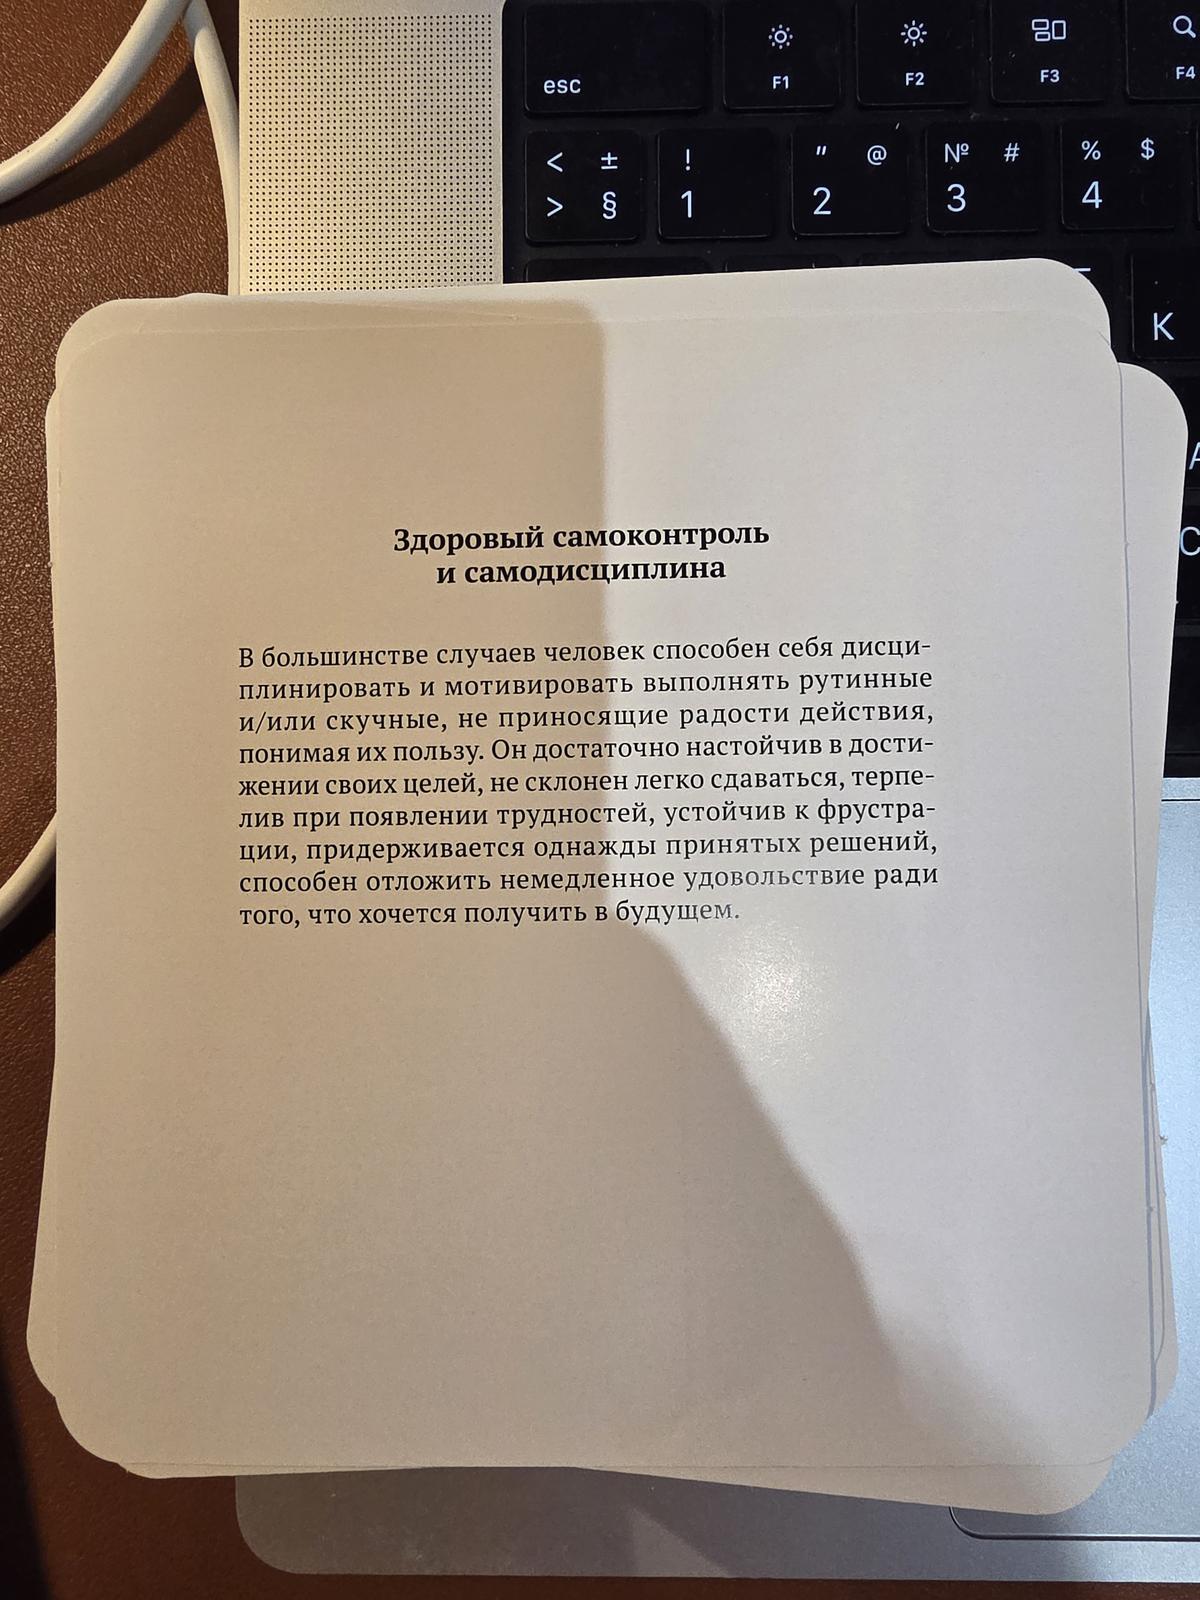 esc
F1
F2
F3
F4
< ±
> §
!
1
" @
2
№ #
3
% $
4
K
Здоровый самоконтроль
и самодисциплина
В большинстве случаев человек способен себя дисци-
плинировать и мотивировать выполнять рутинные
и/или скучные, не приносящие радости действия,
понимая их пользу. Он достаточно настойчив в дости-
жении своих целей, не склонен легко сдаваться, терпе-
лив при появлении трудностей, устойчив к фрустра-
ции, придерживается однажды принятых решений,
способен отложить немедленное удовольствие ради
того, что хочется получить в будущем.